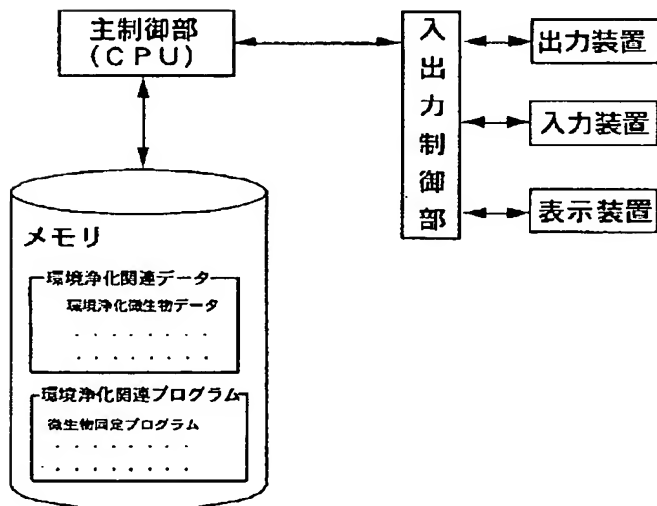 主制御部
(CPU)
入出力制御部
出力装置
入力装置
表示装置
メモリ
環境浄化関連データ
環境浄化微生物データ
. . . . . . . .
. . . . . . . .
環境浄化関連プログラム
微生物同定プログラム
. . . . . . . .
. . . . . . . .